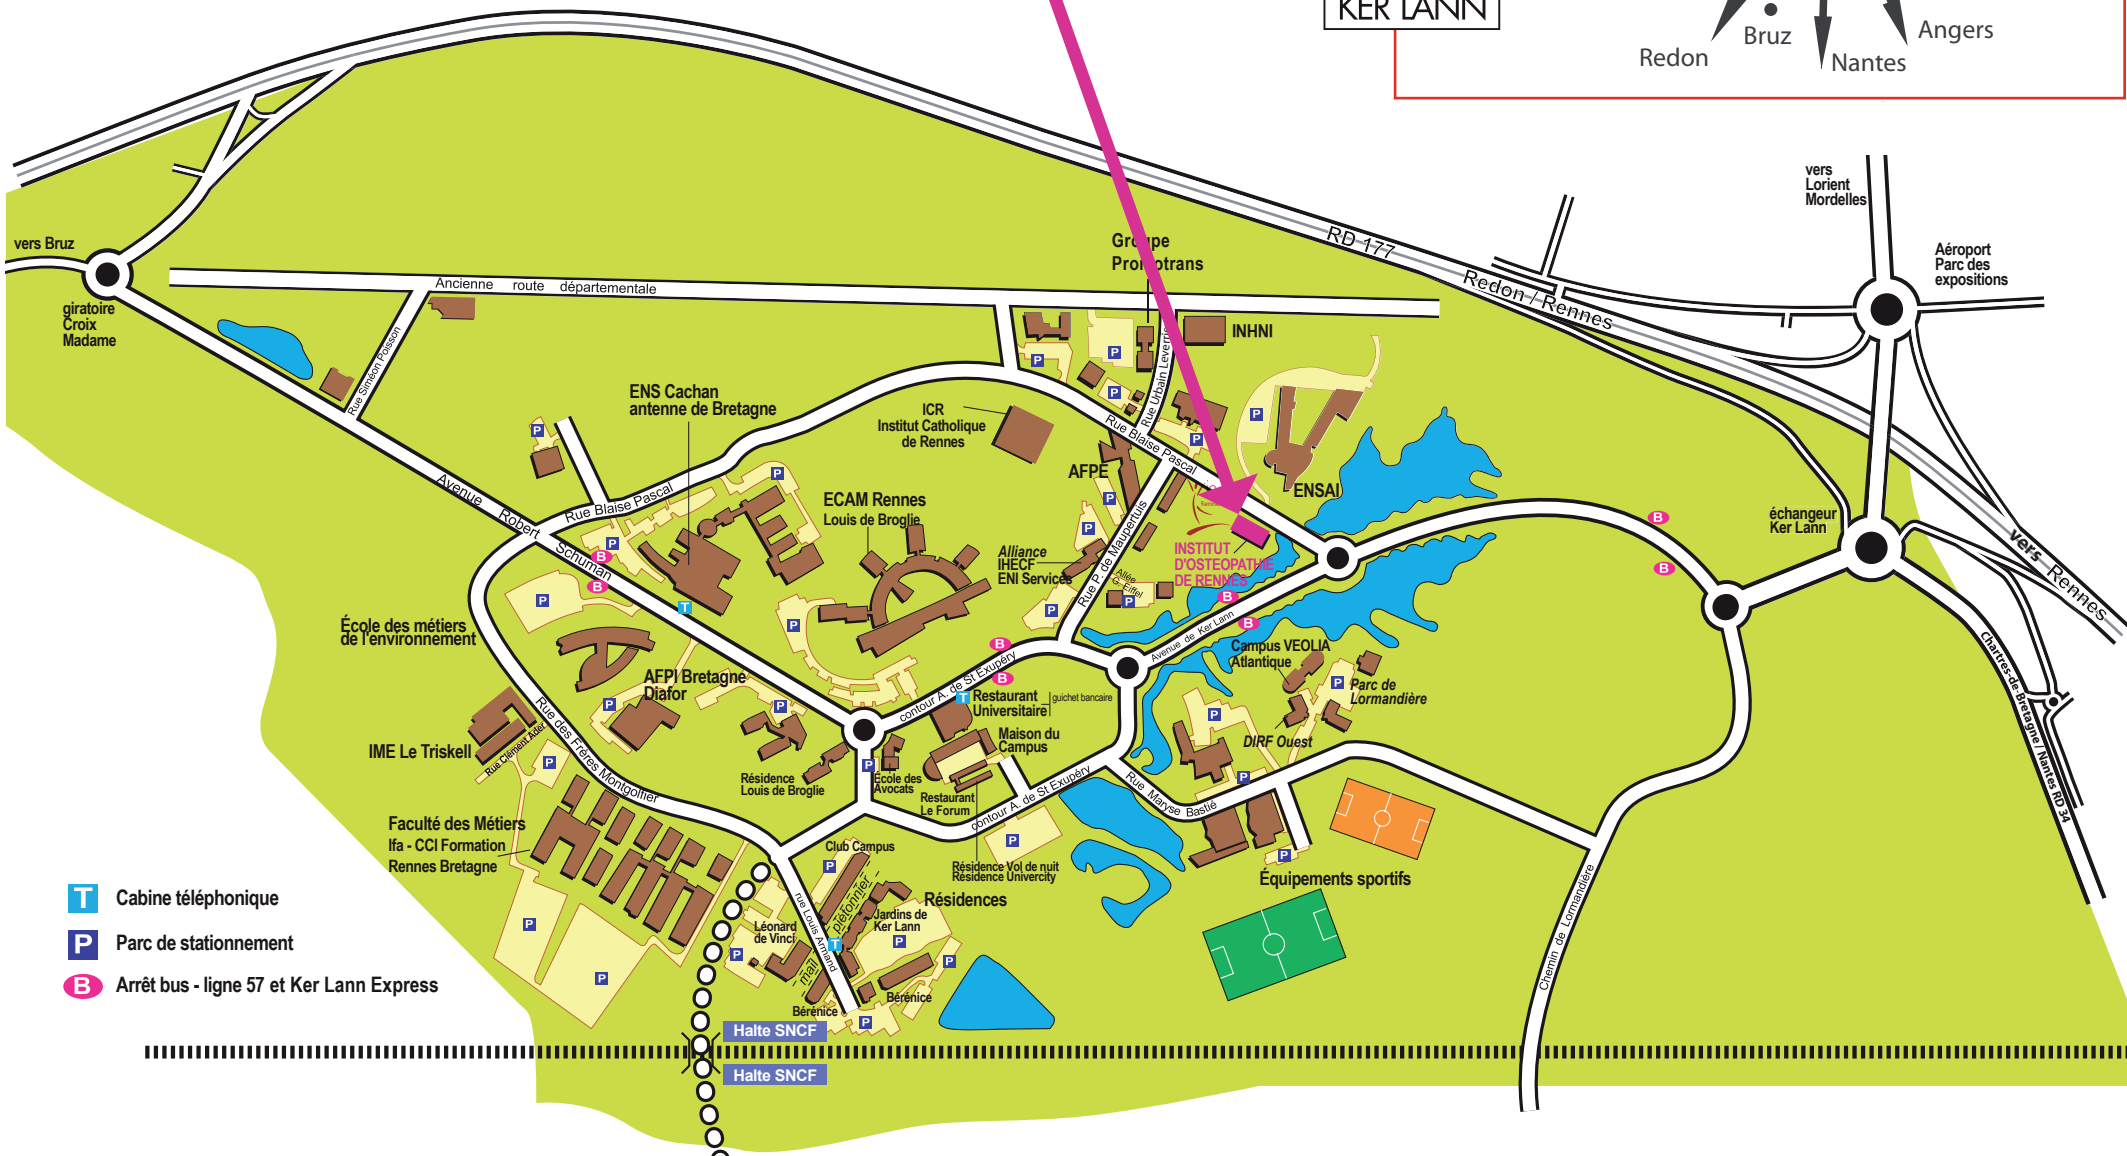 KER LANN
Redon
Bruz
Nantes
Angers
vers
Lorient
Mordelles
Aéroport
Parc des
expositions
RD 177
Redon / Rennes
vers Rennes
vers Bruz
giratoire
Croix
Madame
Ancienne route départementale
Rue Siméon Poisson
Groupe
Promotrans
INHNI
Rue Urbain Leverrier
ENS Cachan
antenne de Bretagne
ICR
Institut Catholique
de Rennes
Rue Blaise Pascal
AFPE
ENSAI
Avenue Robert Schuman
Rue Blaise Pascal
ECAM Rennes
Louis de Broglie
échangeur
Ker Lann
Alliance
IHECF
ENI Services
Rue P. de Maupertuis
Allée
G. Eiffel
INSTITUT
D'OSTEOPATHIE
DE RENNES
École des métiers
de l'environnement
AFPI Bretagne
Diafor
contour A. de St Exupéry
Avenue de Ker Lann
Campus VEOLIA
Atlantique
Parc de
Lormandière
DIRF Ouest
Restaurant
Universitaire
guichet bancaire
Maison du
Campus
IME Le Triskell
Rue Clément Ader
Rue des Frères Montgolfier
Résidence
Louis de Broglie
École des
Avocats
Restaurant
Le Forum
contour A. de St Exupéry
Rue Maryse Bastié
Chartres-de-Bretagne / Nantes RD 34
Faculté des Métiers
Ifa - CCI Formation
Rennes Bretagne
Club Campus
Résidence Vol de nuit
Résidence Univercity
Équipements sportifs
Résidences
rue Louis Armand
mail piétonnier
Jardins de
Ker Lann
Léonard
de Vinci
Bérénice
Bérénice
Chemin de Lormandière
T Cabine téléphonique
P Parc de stationnement
B Arrêt bus - ligne 57 et Ker Lann Express
Halte SNCF
Halte SNCF